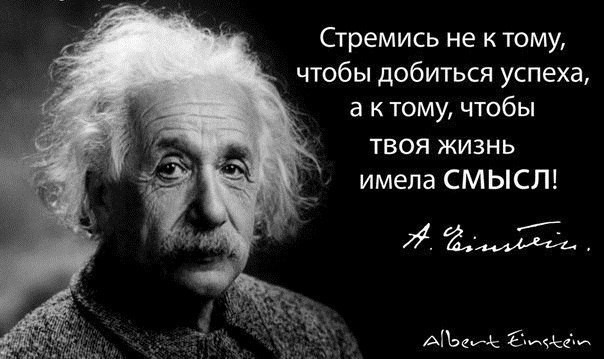 Стремись не к тому,
чтобы добиться успеха,
а к тому, чтобы
твоя жизнь
имела СМЫСЛ!
A. Einstein.
Albert Einstein